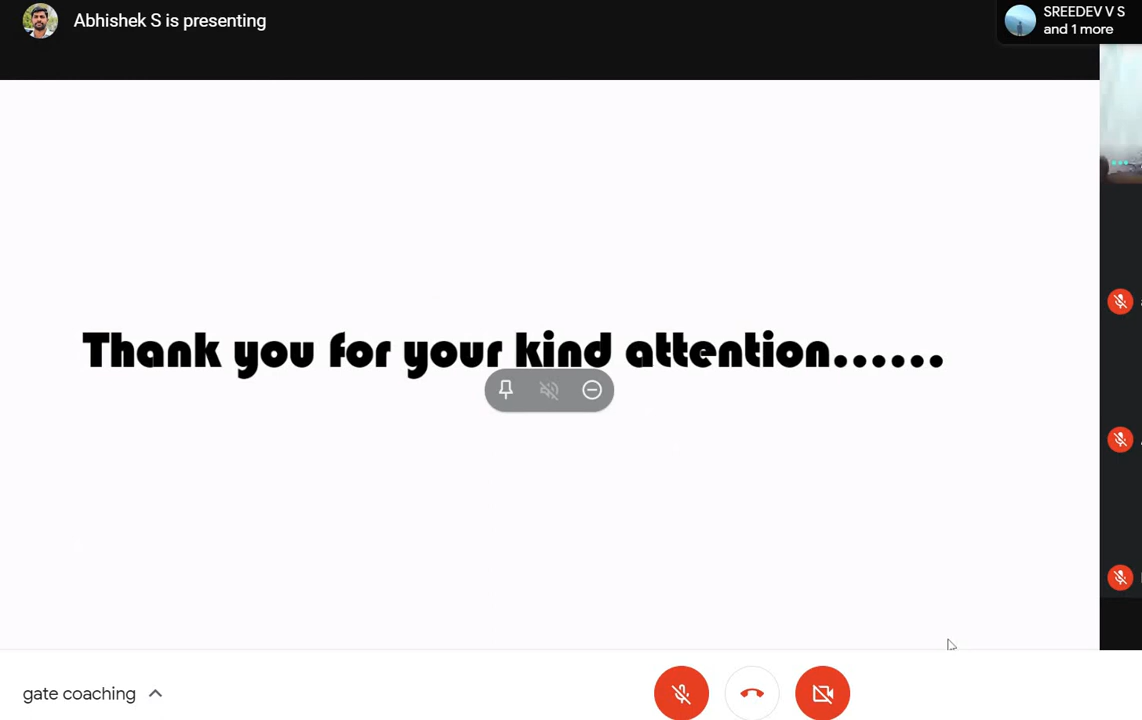 Abhishek S is presenting
SREEDEV V S
and 1 more
Thank you for your kind attention......
gate coaching